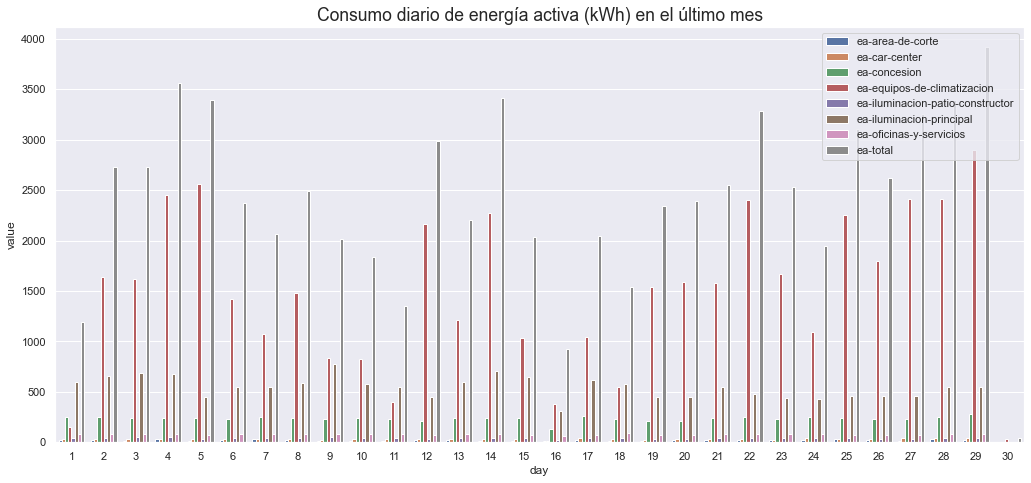 Consumo diario de energía activa (kWh) en el último mes
ea-area-de-corte
ea-car-center
ea-concesion
ea-equipos-de-climatizacion
ea-iluminacion-patio-constructor
ea-iluminacion-principal
ea-oficinas-y-servicios
ea-total
value
4000
3500
3000
2500
2000
1500
1000
500
0
1 2 3 4 5 6 7 8 9 10 11 12 13 14 15 16 17 18 19 20 21 22 23 24 25 26 27 28 29 30
day